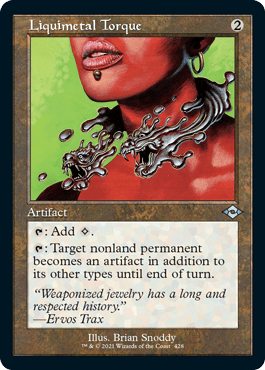 Liquimetal Torque 2
Artifact
: Add .
: Target nonland permanent
becomes an artifact in addition to
its other types until end of turn.
“Weaponized jewelry has a long and
respected history.”
—Ervos Trax
Illus. Brian Snoddy
™ & © 2021 Wizards of the Coast 426